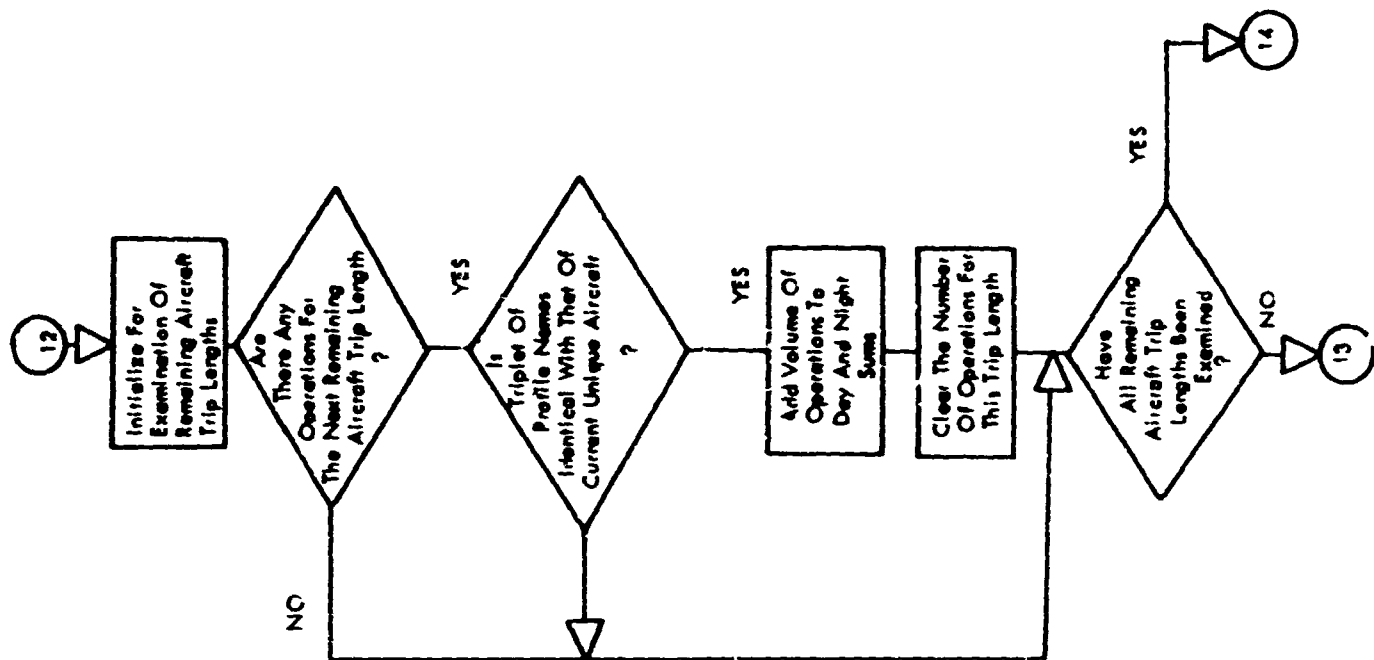 12
Initialize For
Examination Of
Remaining Aircraft
Trip Lengths
Are
There Any
Operations For
The Next Remaining
Aircraft Trip Length
?
NO
YES
Is
Triplet Of
Profile Names
Identical With That Of
Current Unique Aircraft
?
YES
Add Volume Of
Operations To
Day And Night
Sums
Clear The Number
Of Operations For
This Trip Length
Have
All Remaining
Aircraft Trip
Lengths Been
Examined
?
YES
NO
14
13